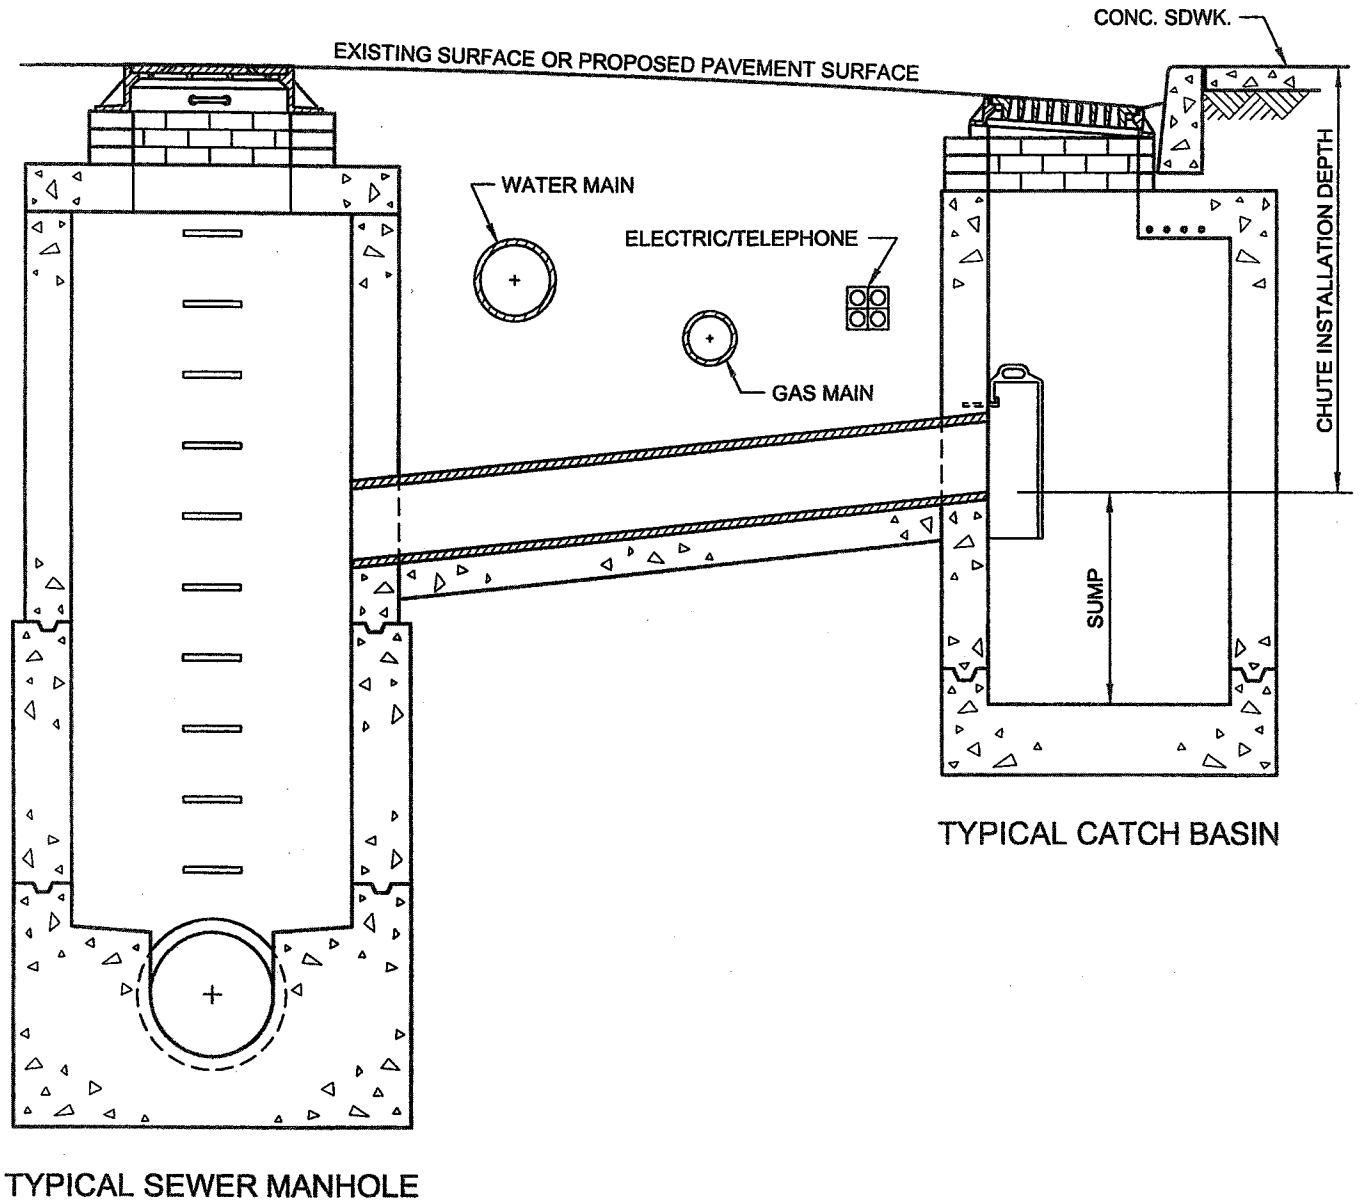 CONC. SDWK.
EXISTING SURFACE OR PROPOSED PAVEMENT SURFACE
WATER MAIN
ELECTRIC/TELEPHONE
GAS MAIN
CHUTE INSTALLATION DEPTH
SUMP
TYPICAL CATCH BASIN
TYPICAL SEWER MANHOLE